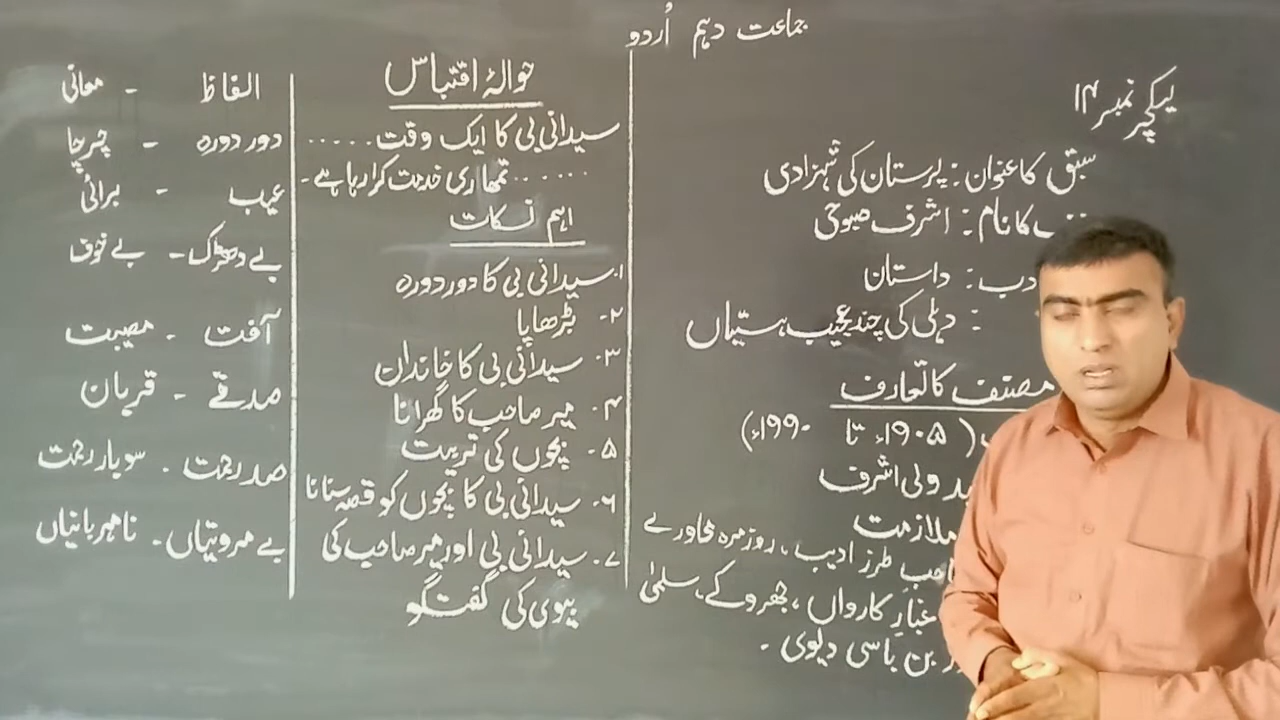 جماعت دہم اُردو
لیکچر نمبر ۱۴
سبق کا عنوان: پرستان کی شہزادی
کا نام: اشرف صبوحی
ادب: داستان
: دہلی کی چند عجیب ہستیاں
مصنف کا تعارف
(۱۹۰۵ء تا ۱۹۹۰ء)
ولی اشرف
ملازمت
طرز ادیب، روزمرہ محاورے
غبارِ کارواں، جھروکے، سلمیٰ
بن باسی دیوی۔
حوالۂ اقتباس
سیدانی بی کا ایک وقت.....
...... تمھاری خدمت کرا رہا ہے۔
اہم نکات
۱۔ سیدانی بی کا دور دورہ
۲۔ بڑھاپا
۳۔ سیدانی بی کا خاندان
۴۔ میر صاحب کا گھرانا
۵۔ بچوں کی تربیت
۶۔ سیدانی بی کا بچوں کو قصہ سنانا
۷۔ سیدانی بی اور میر صاحب کی
بیوی کی گفتگو
الفاظ - معانی
دور دورہ - چرچا
عیب - برائی
بے دھڑک - بے خوف
آفت - مصیبت
صدقے - قربان
صد رحمت - سو بار رحمت
بے مروتیاں - نامہربانیاں